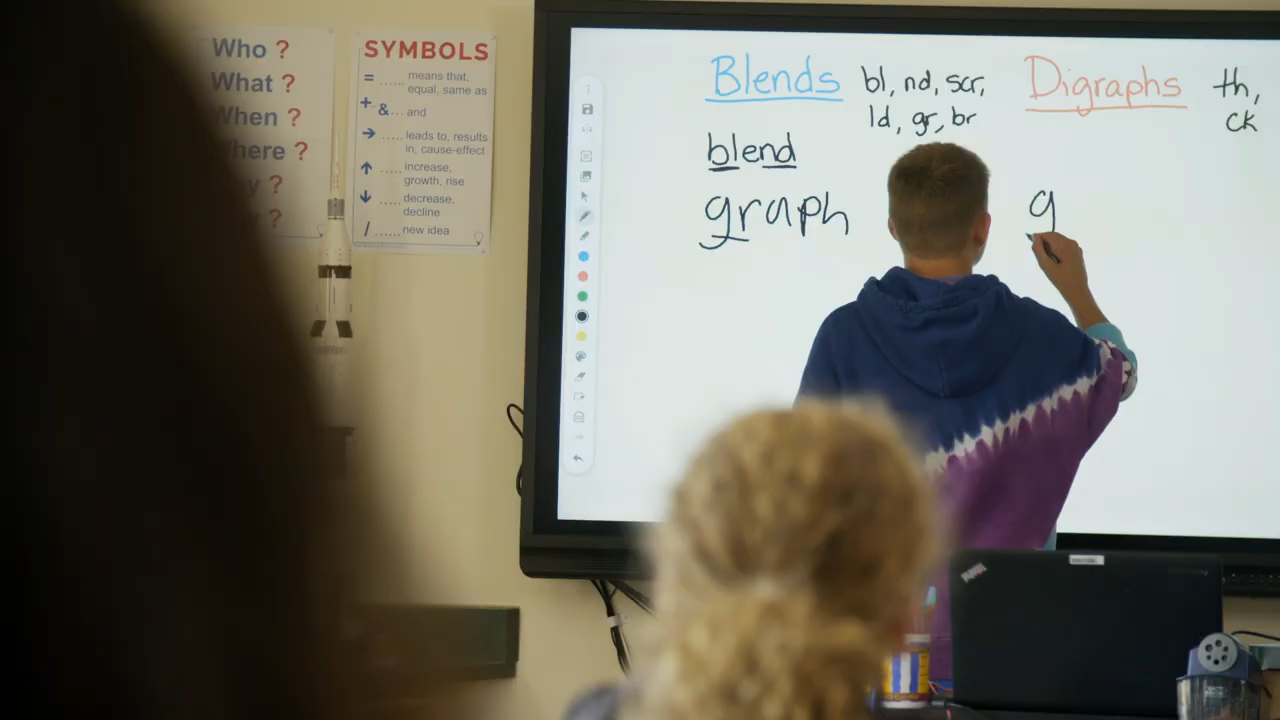 Who ?
What ?
When ?
here ?
?
?
SYMBOLS
= ...... means that,
equal, same as
+ & ... and
→ ...... leads to, results
in, cause-effect
↑ ...... increase,
growth, rise
↓ ...... decrease,
decline
/ ...... new idea
Blends bl, nd, scr,
ld, gr, br
blend
graph
Digraphs th,
ck
g